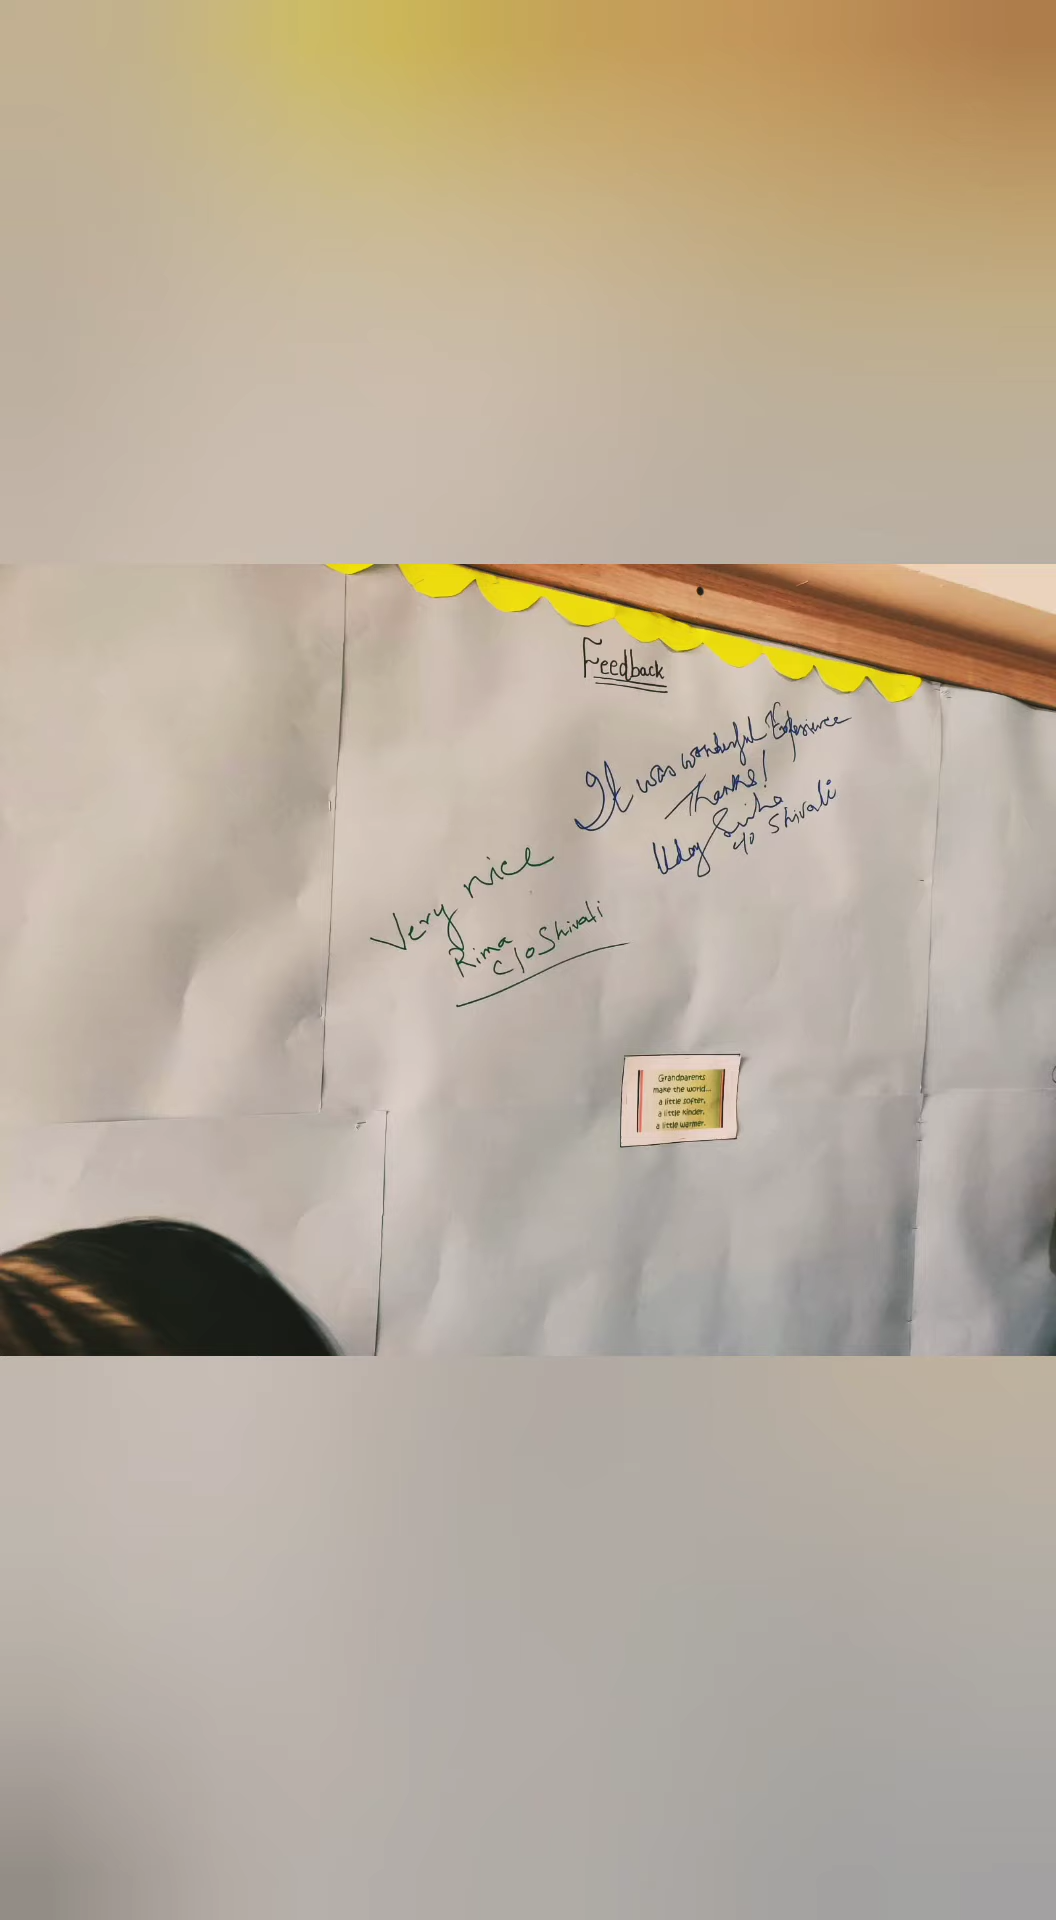 Feedback
It was wonderful Experience
Thanks!
Uday Sinha
c/o Shivali
Very nice
Rima
c/o Shivali
Grandparents
make the world...
a little softer,
a little kinder,
a little warmer.